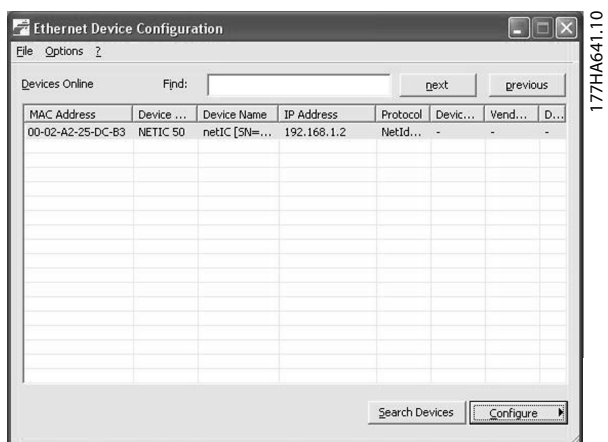 Ethernet Device Configuration
File Options ?
Devices Online Find: next previous
MAC Address Device ... Device Name IP Address Protocol Devic... Vend... D...
00-02-A2-25-DC-B3 NETIC 50 netIC [SN=... 192.168.1.2 NetId... - - -
Search Devices Configure
177HA641.10